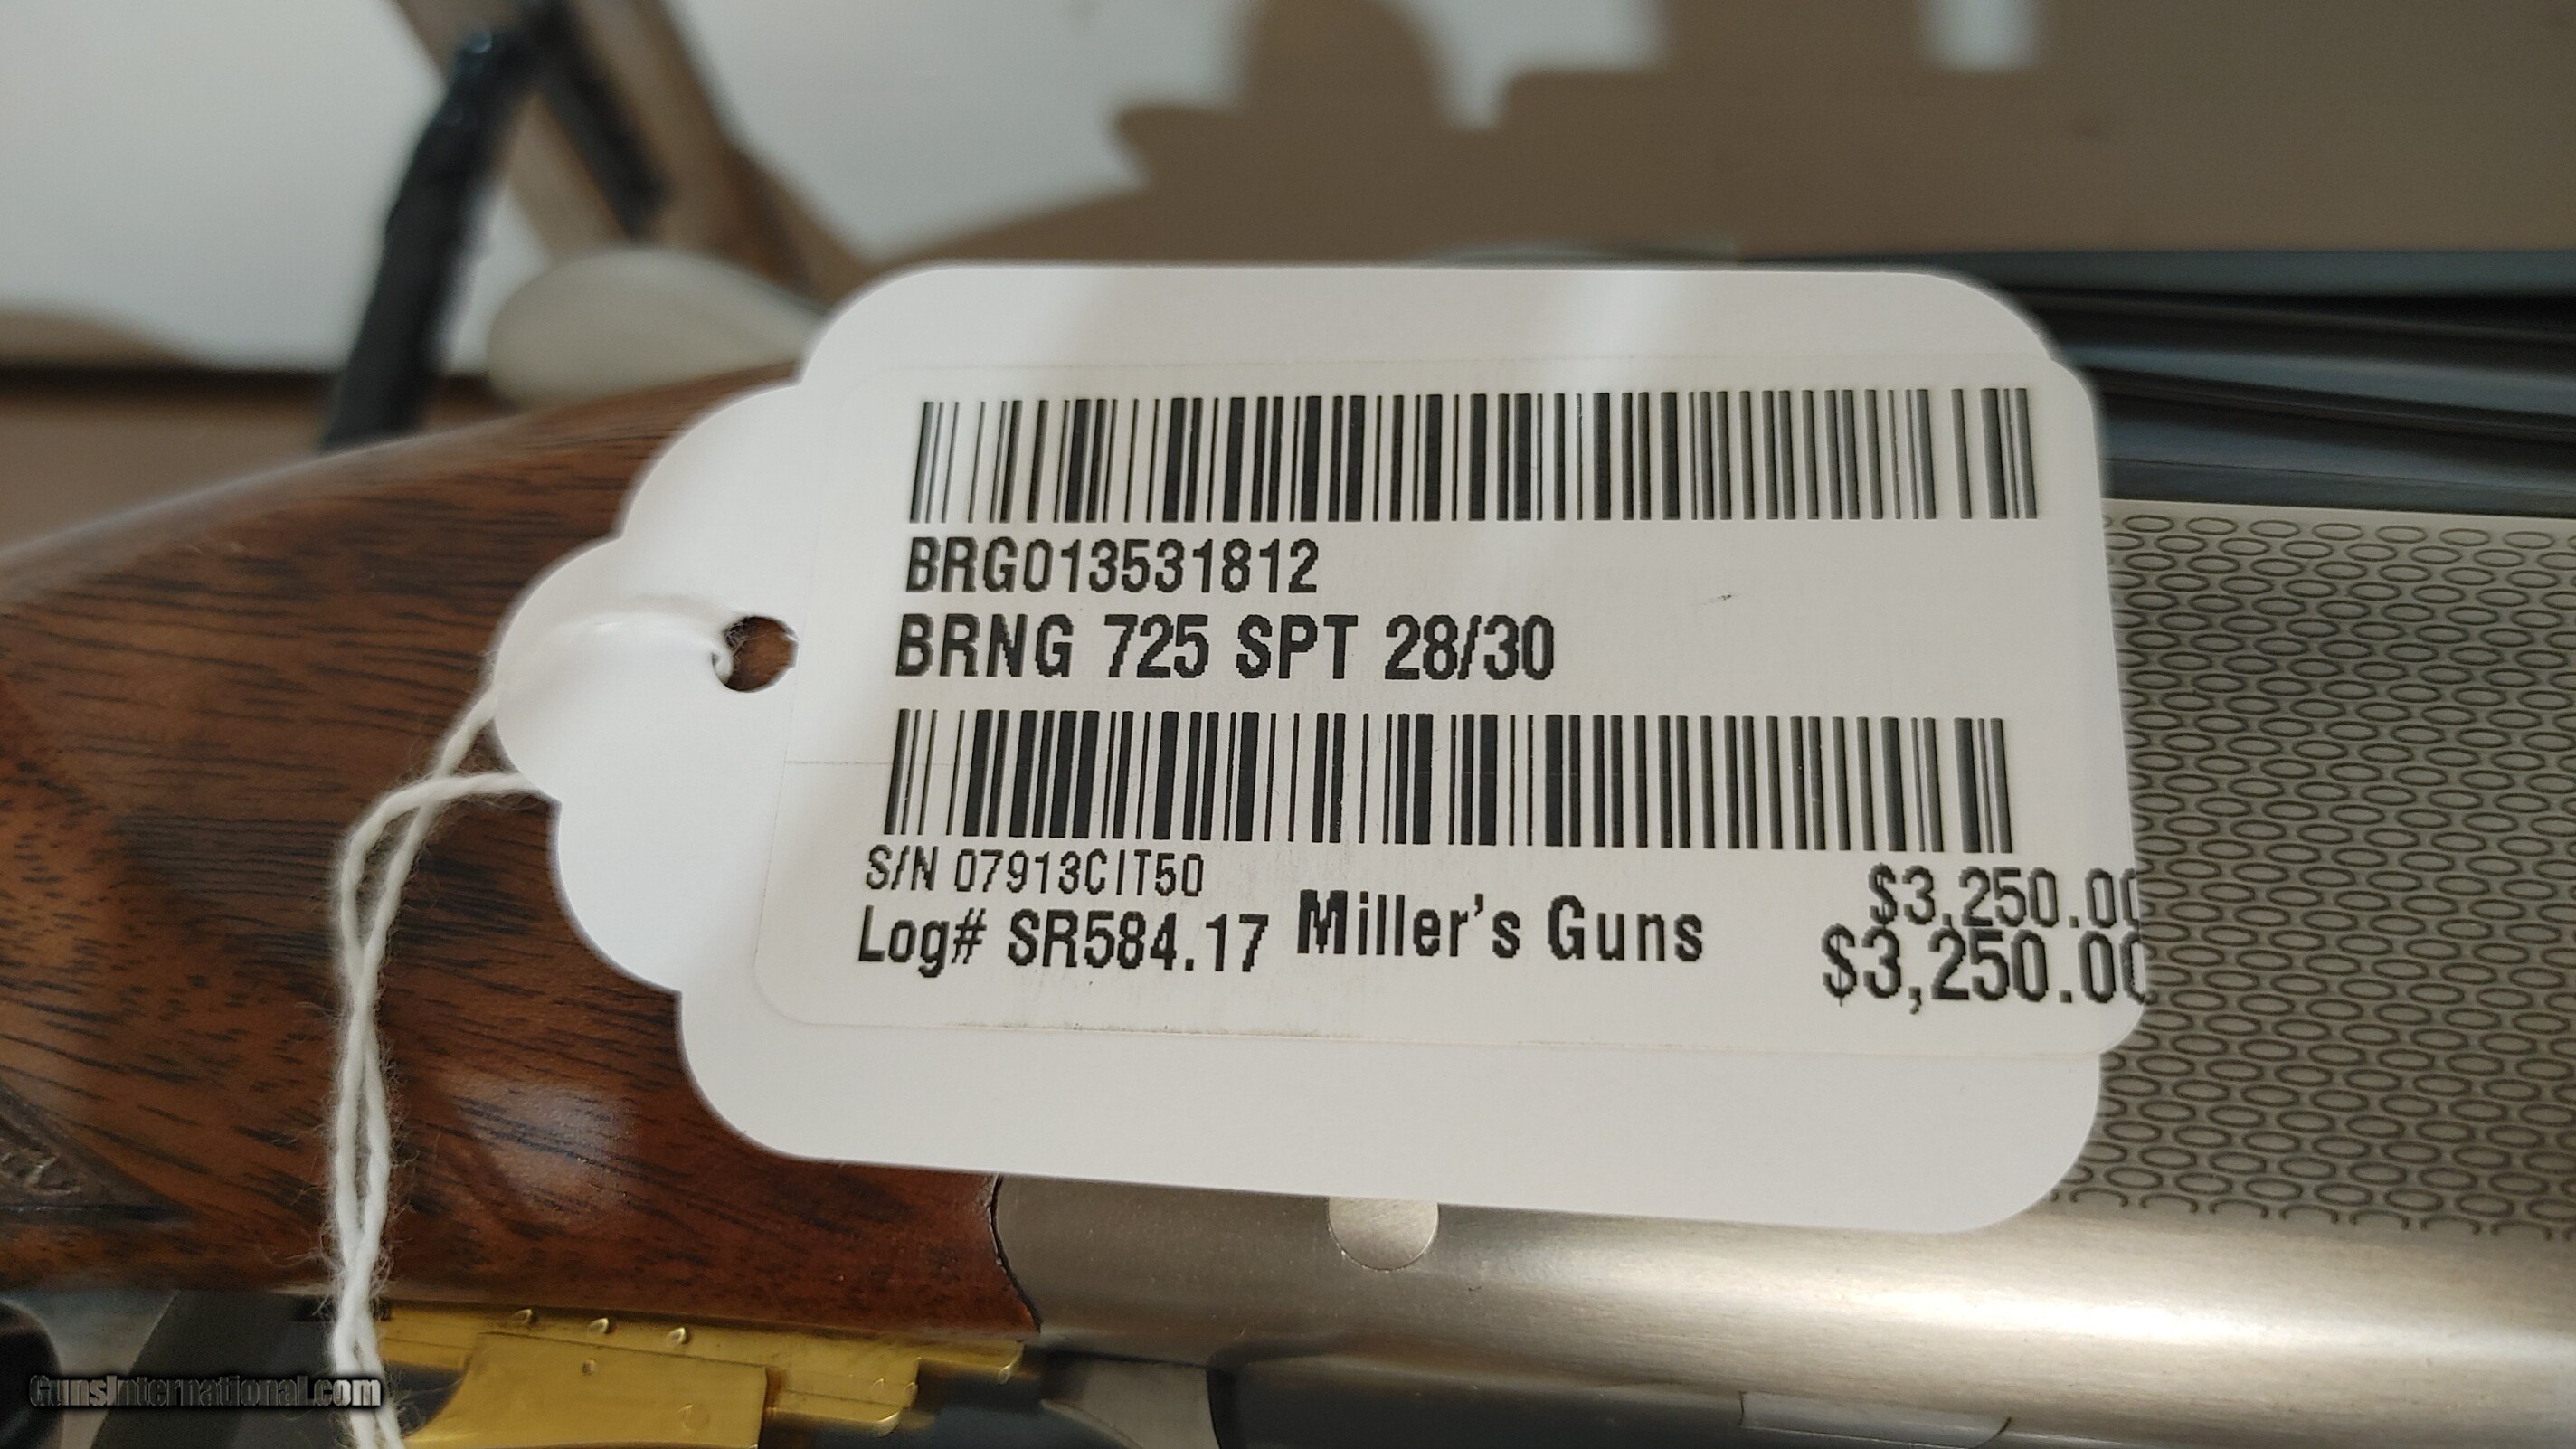 BRG013531812
BRNG 725 SPT 28/30
S/N 07913CIT50
$3,250.00
Log# SR584.17 Miller's Guns $3,250.00
GunsInternational.com